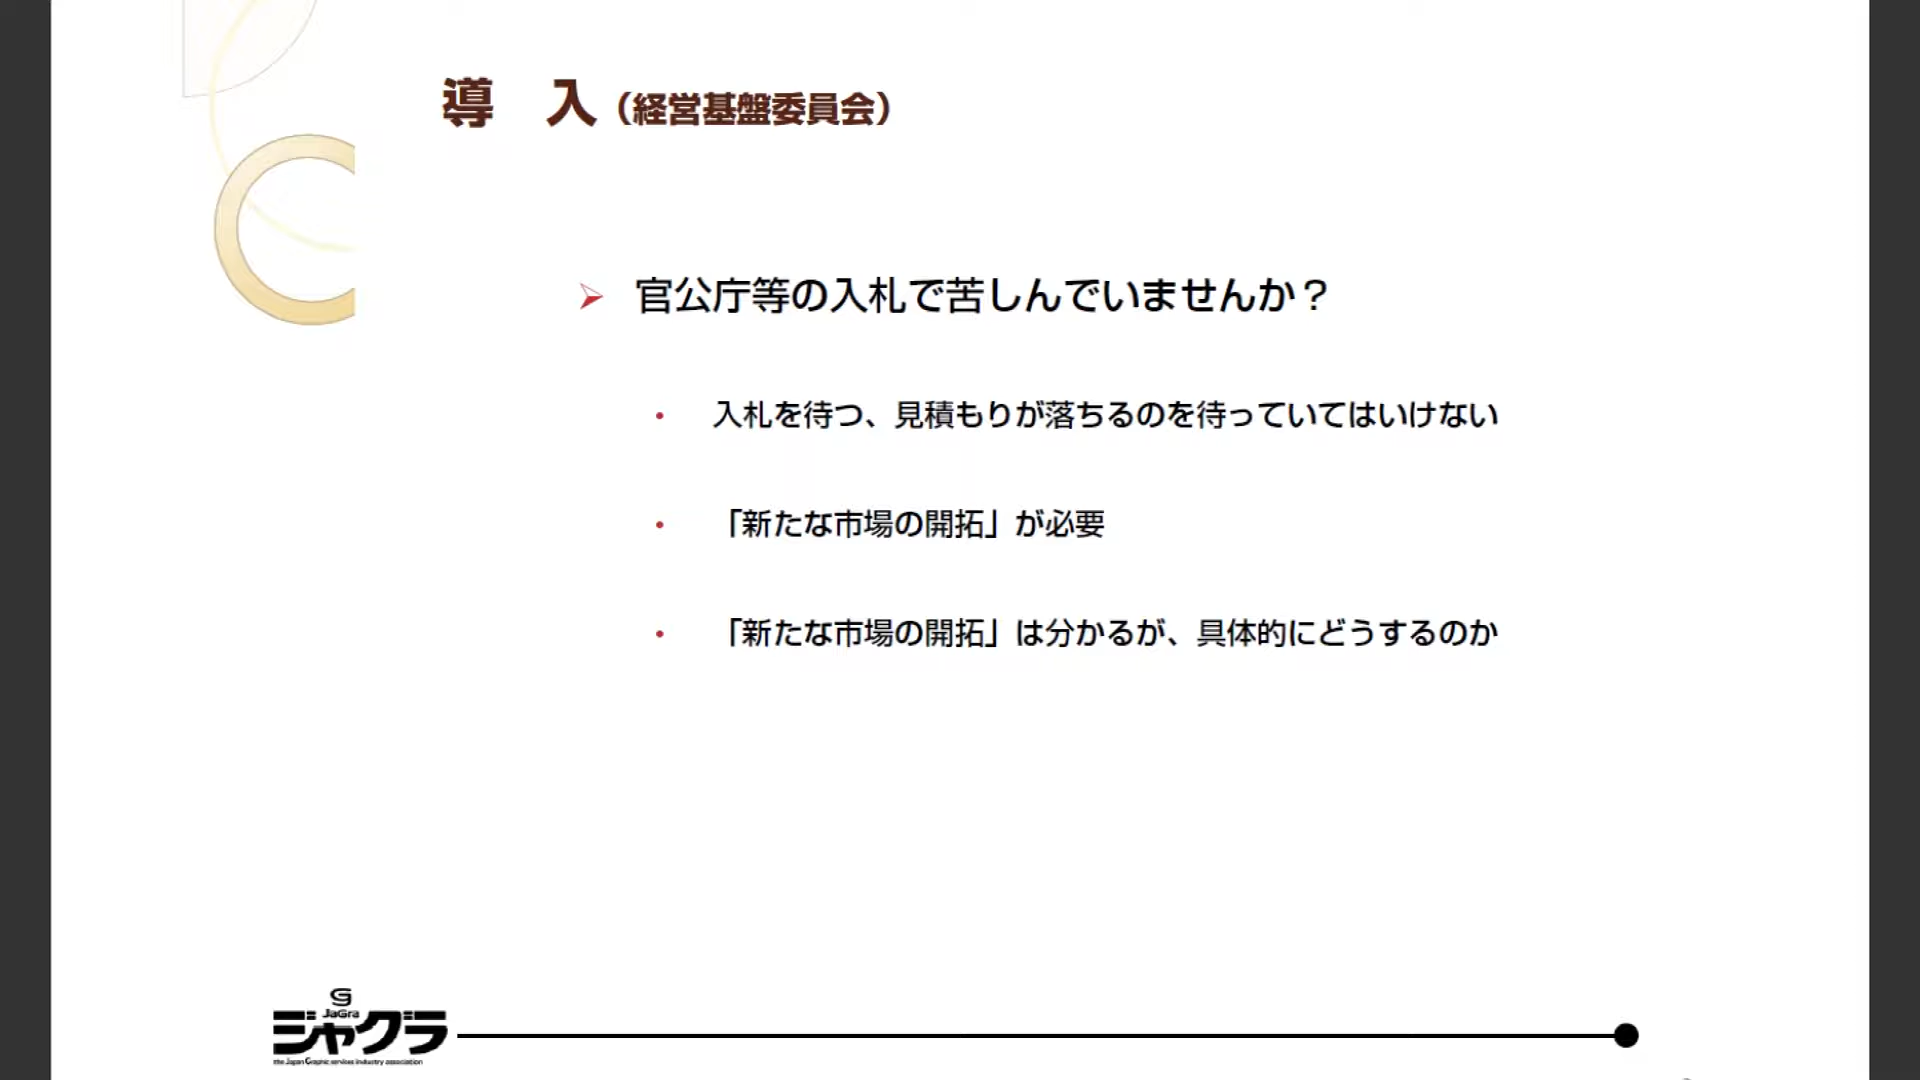 導　入（経営基盤委員会）
官公庁等の入札で苦しんでいませんか？
入札を待つ、見積もりが落ちるのを待っていてはいけない
「新たな市場の開拓」が必要
「新たな市場の開拓」は分かるが、具体的にどうするのか
JaGra
ジャグラ
the Japan Graphic services industry association